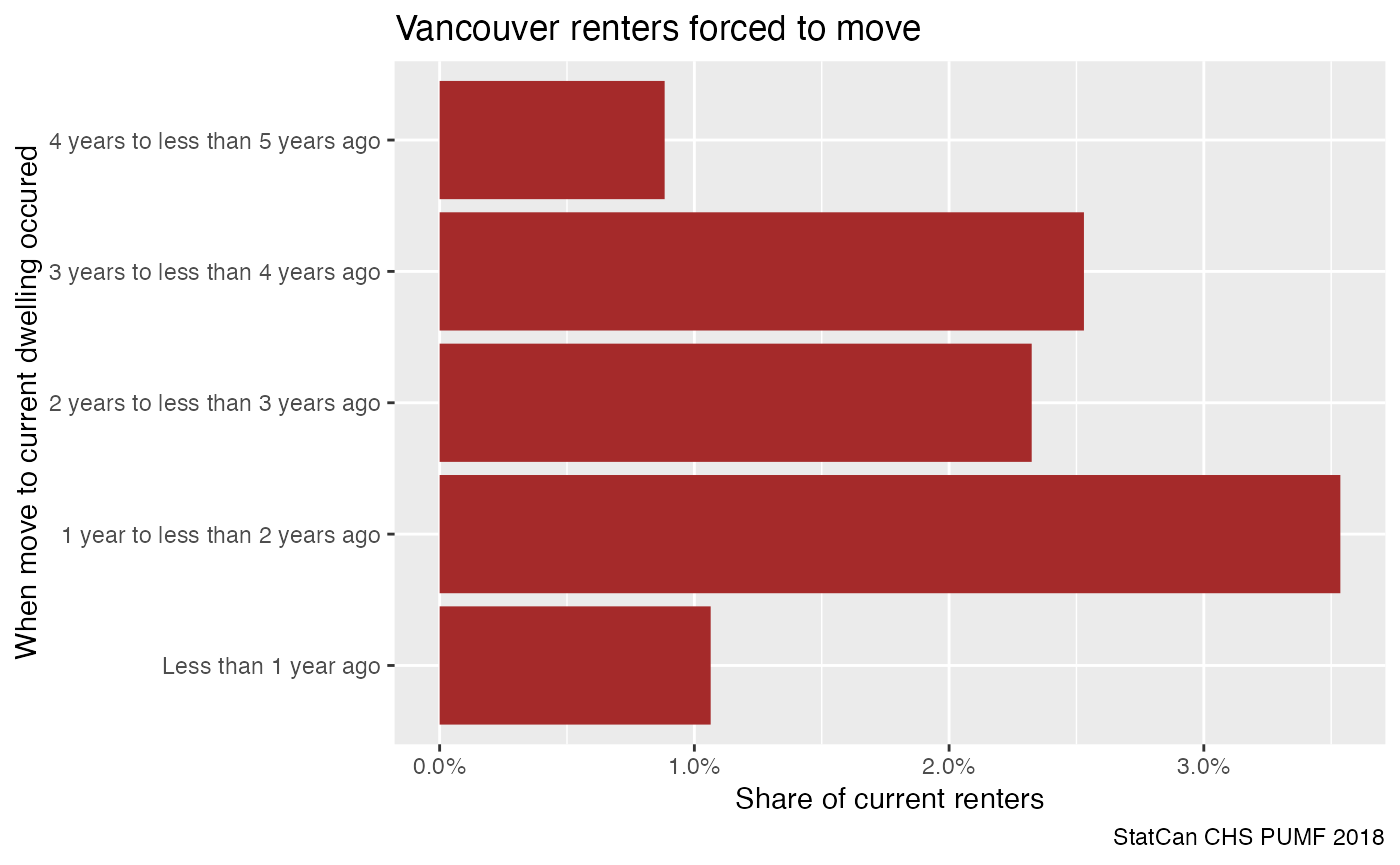 Vancouver renters forced to move
When move to current dwelling occured
4 years to less than 5 years ago
3 years to less than 4 years ago
2 years to less than 3 years ago
1 year to less than 2 years ago
Less than 1 year ago
0.0% 1.0% 2.0% 3.0%
Share of current renters
StatCan CHS PUMF 2018